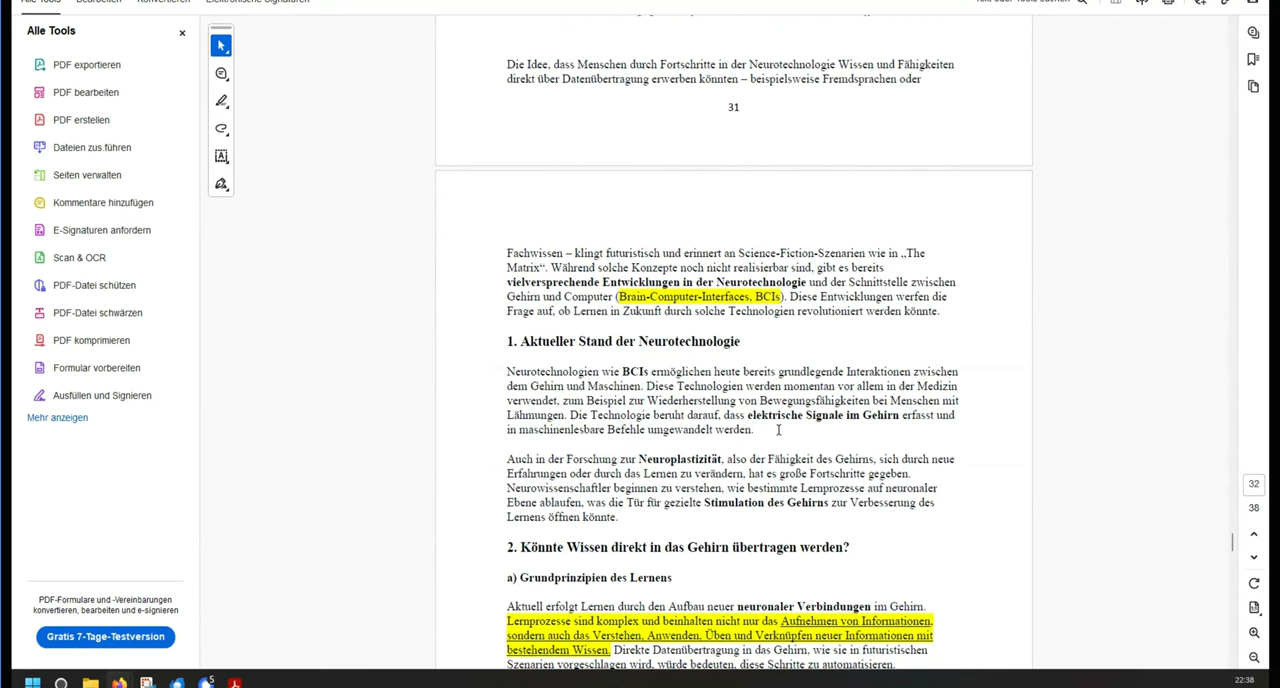 Alle Tools
Konvertieren
Elektronische Signaturen
Text oder Tools suchen
Alle Tools
PDF exportieren
PDF bearbeiten
PDF erstellen
Dateien zus.führen
Seiten verwalten
Kommentare hinzufügen
E-Signaturen anfordern
Scan & OCR
PDF-Datei schützen
PDF-Datei schwärzen
PDF komprimieren
Formular vorbereiten
Ausfüllen und Signieren
Mehr anzeigen
PDF-Formulare und -Vereinbarungen
konvertieren, bearbeiten und e-signieren
Gratis 7-Tage-Testversion
Die Idee, dass Menschen durch Fortschritte in der Neurotechnologie Wissen und Fähigkeiten
direkt über Datenübertragung erwerben könnten – beispielsweise Fremdsprachen oder
31
Fachwissen – klingt futuristisch und erinnert an Science-Fiction-Szenarien wie in „The
Matrix“. Während solche Konzepte noch nicht realisierbar sind, gibt es bereits
vielversprechende Entwicklungen in der Neurotechnologie und der Schnittstelle zwischen
Gehirn und Computer (Brain-Computer-Interfaces, BCIs). Diese Entwicklungen werfen die
Frage auf, ob Lernen in Zukunft durch solche Technologien revolutioniert werden könnte.
1. Aktueller Stand der Neurotechnologie
Neurotechnologien wie BCIs ermöglichen heute bereits grundlegende Interaktionen zwischen
dem Gehirn und Maschinen. Diese Technologien werden momentan vor allem in der Medizin
verwendet, zum Beispiel zur Wiederherstellung von Bewegungsfähigkeiten bei Menschen mit
Lähmungen. Die Technologie beruht darauf, dass elektrische Signale im Gehirn erfasst und
in maschinenlesbare Befehle umgewandelt werden.
Auch in der Forschung zur Neuroplastizität, also der Fähigkeit des Gehirns, sich durch neue
Erfahrungen oder durch das Lernen zu verändern, hat es große Fortschritte gegeben.
Neurowissenschaftler beginnen zu verstehen, wie bestimmte Lernprozesse auf neuronaler
Ebene ablaufen, was die Tür für gezielte Stimulation des Gehirns zur Verbesserung des
Lernens öffnen könnte.
2. Könnte Wissen direkt in das Gehirn übertragen werden?
a) Grundprinzipien des Lernens
Aktuell erfolgt Lernen durch den Aufbau neuer neuronaler Verbindungen im Gehirn.
Lernprozesse sind komplex und beinhalten nicht nur das Aufnehmen von Informationen,
sondern auch das Verstehen, Anwenden, Üben und Verknüpfen neuer Informationen mit
bestehendem Wissen. Direkte Datenübertragung in das Gehirn, wie sie in futuristischen
Szenarien vorgeschlagen wird, würde bedeuten, diese Schritte zu automatisieren.
32
38
5
22:38